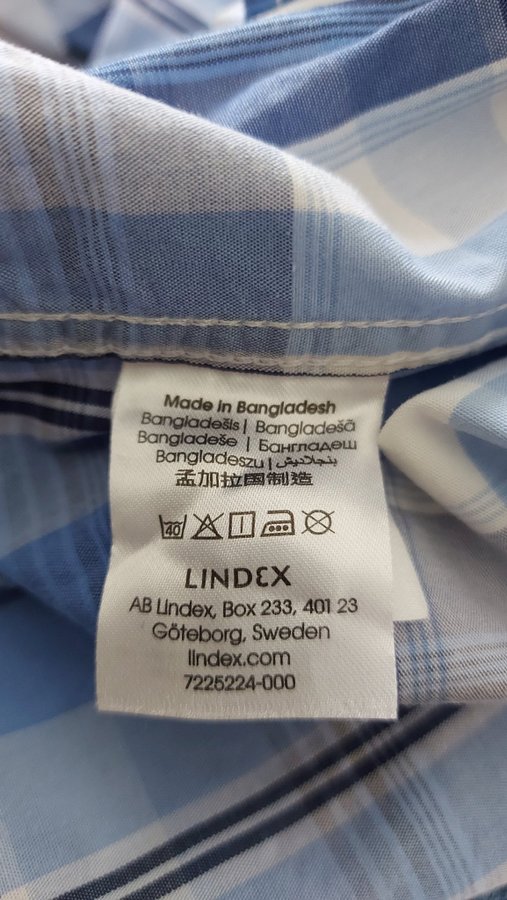 Made in Bangladesh
Bangladešis | Bangladešā
Bangladeše | Бангладеш
Bangladeszu | بنجلاديش
孟加拉国制造
40
LINDEX
AB Lindex, Box 233, 401 23
Göteborg, Sweden
lindex.com
7225224-000